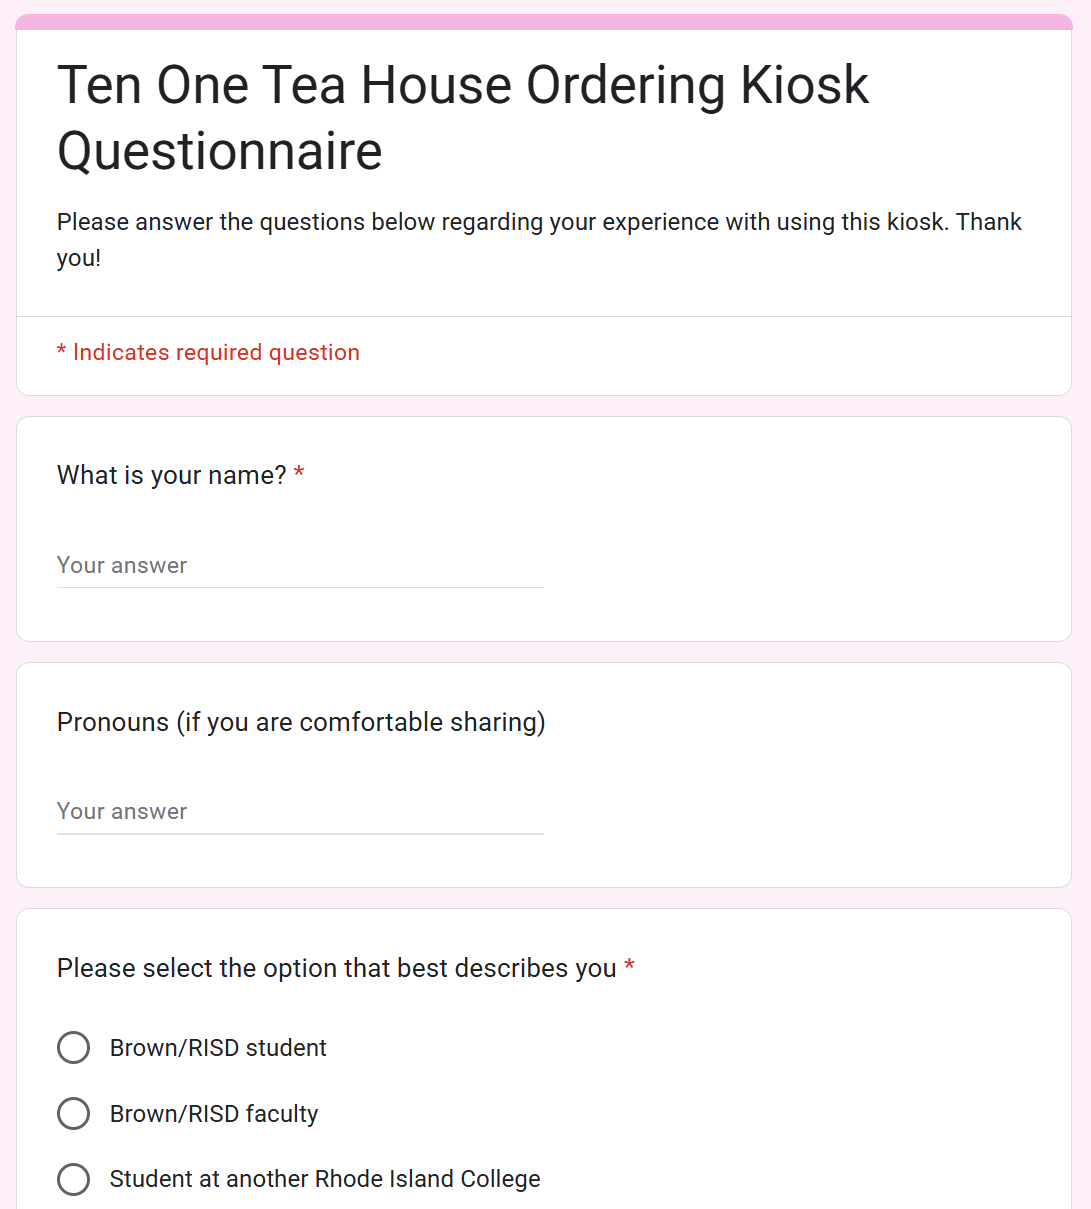 Ten One Tea House Ordering Kiosk
Questionnaire
Please answer the questions below regarding your experience with using this kiosk. Thank
you!
* Indicates required question
What is your name? *
Your answer
Pronouns (if you are comfortable sharing)
Your answer
Please select the option that best describes you *
Brown/RISD student
Brown/RISD faculty
Student at another Rhode Island College